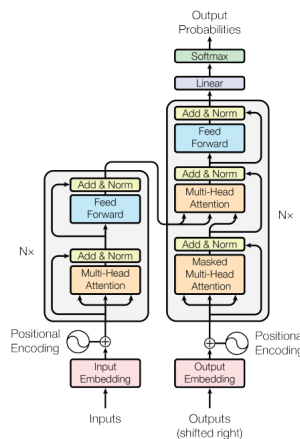 Output
Probabilities
Softmax
Linear
Add & Norm
Feed
Forward
Add & Norm
Multi-Head
Attention
Nx
Add & Norm
Masked
Multi-Head
Attention
Add & Norm
Feed
Forward
Nx
Add & Norm
Multi-Head
Attention
Positional
Encoding
Positional
Encoding
Input
Embedding
Output
Embedding
Inputs
Outputs
(shifted right)